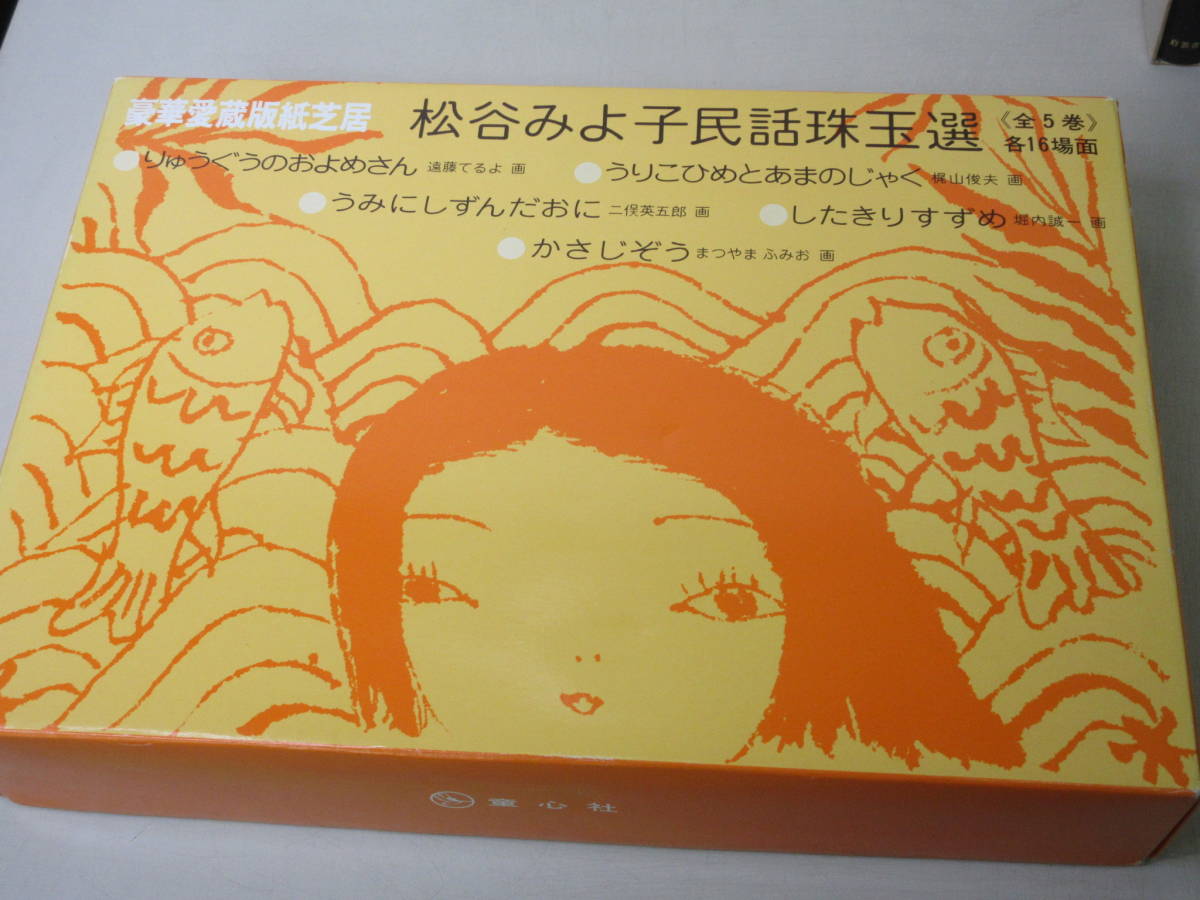 豪華愛蔵版紙芝居 松谷みよ子民話珠玉選 《全5巻》
各16場面
●りゅうぐうのおよめさん 遠藤てるよ 画 ●うりこひめとあまのじゃく 梶山俊夫 画
●うみにしずんだおに 二俣英五郎 画 ●したきりすずめ 堀内誠一 画
●かさじぞう まつやま ふみお 画
童心社